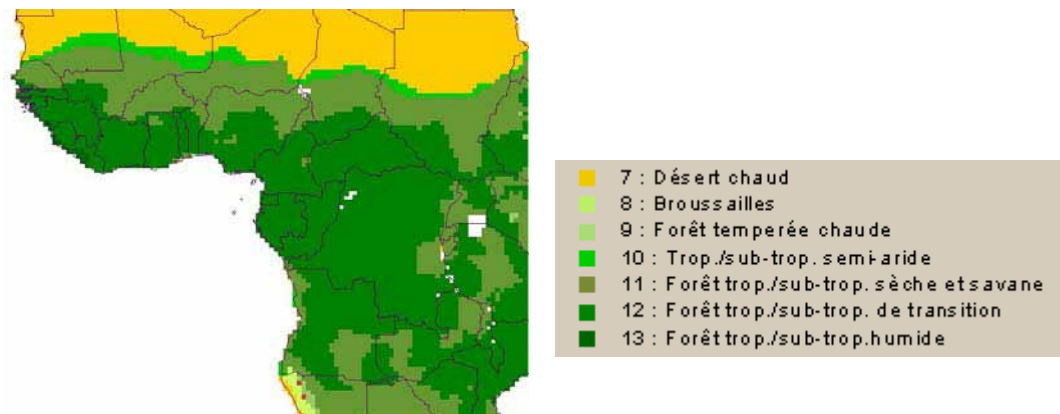 7 : Désert chaud
8 : Broussailles
9 : Forêt temperée chaude
10 : Trop./sub-trop. semi-aride
11 : Forêt trop./sub-trop. sèche et savane
12 : Forêt trop./sub-trop. de transition
13 : Forêt trop./sub-trop.humide